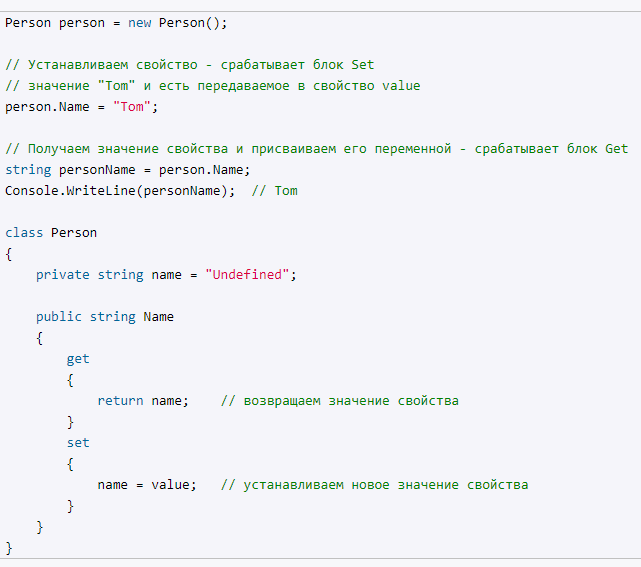 Person person = new Person();
// Устанавливаем свойство - срабатывает блок Set
// значение "Tom" и есть передаваемое в свойство value
person.Name = "Tom";
// Получаем значение свойства и присваиваем его переменной - срабатывает блок Get
string personName = person.Name;
Console.WriteLine(personName);  // Tom
class Person
{
    private string name = "Undefined";
    public string Name
    {
        get
        {
            return name;    // возвращаем значение свойства
        }
        set
        {
            name = value;   // устанавливаем новое значение свойства
        }
    }
}